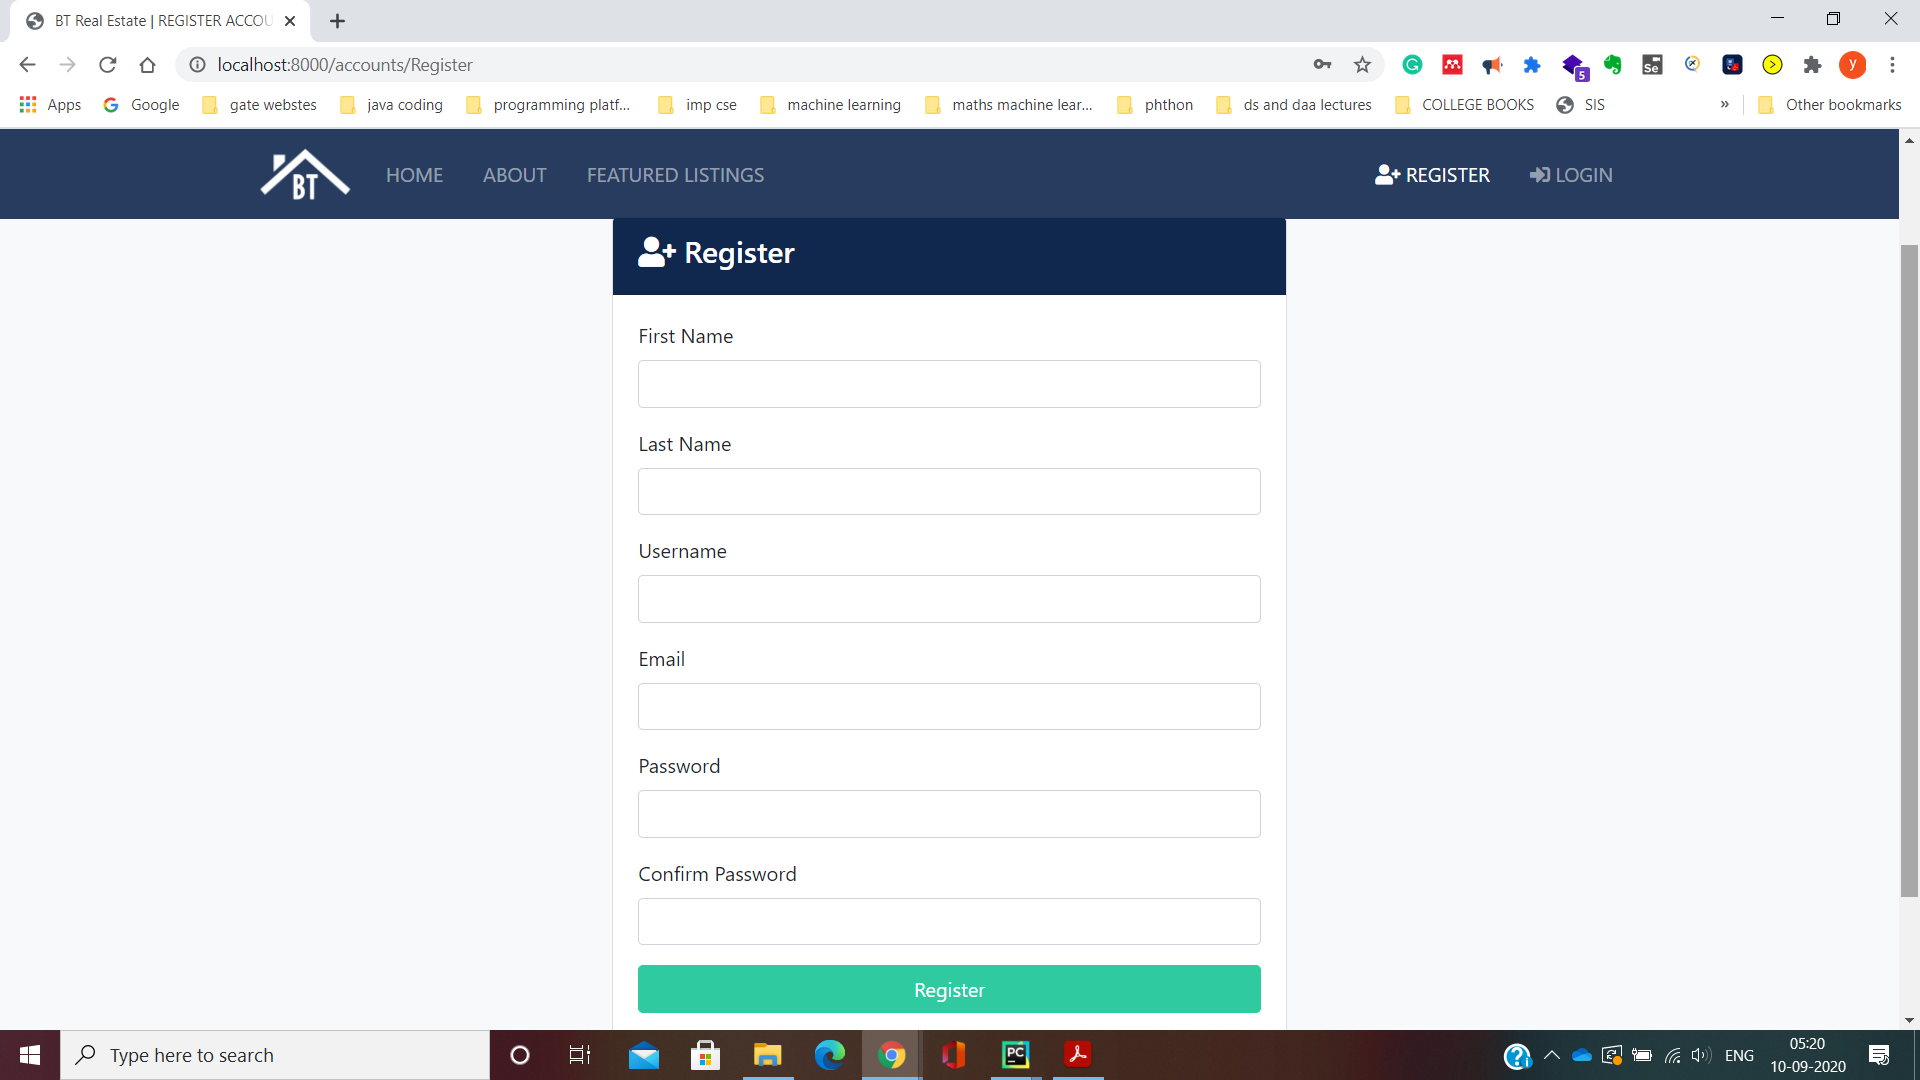 BT Real Estate | REGISTER ACCOU
localhost:8000/accounts/Register
Apps Google gate webstes java coding programming platf... imp cse machine learning maths machine lear... phthon ds and daa lectures COLLEGE BOOKS SIS » Other bookmarks
BT HOME ABOUT FEATURED LISTINGS REGISTER LOGIN
Register
First Name
Last Name
Username
Email
Password
Confirm Password
Register
Type here to search
PC
ENG
05:20
10-09-2020
5
Se
y
G